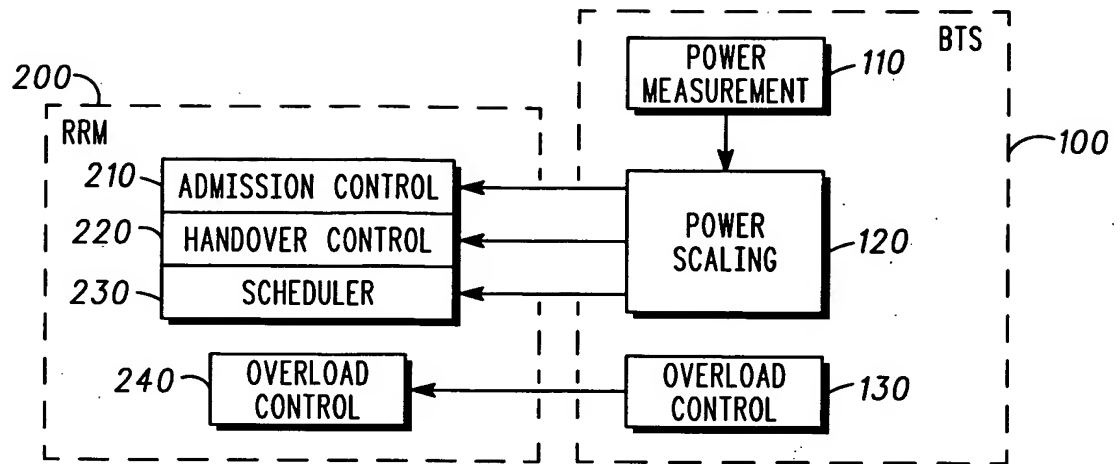 BTS
POWER
MEASUREMENT
110
200
RRM
100
210
ADMISSION CONTROL
220
HANDOVER CONTROL
230
SCHEDULER
POWER
SCALING
120
240
OVERLOAD
CONTROL
OVERLOAD
CONTROL
130